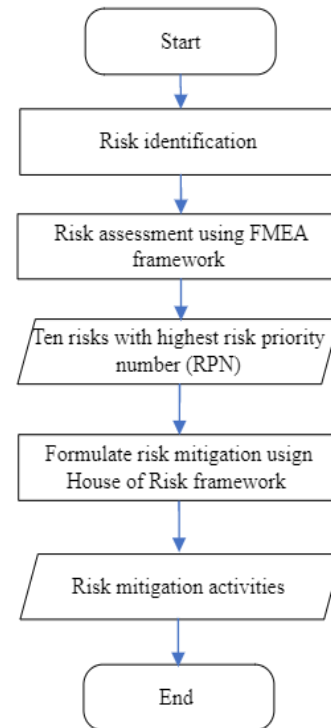 Start
Risk identification
Risk assessment using FMEA
framework
Ten risks with highest risk priority
number (RPN)
Formulate risk mitigation usign
House of Risk framework
Risk mitigation activities
End